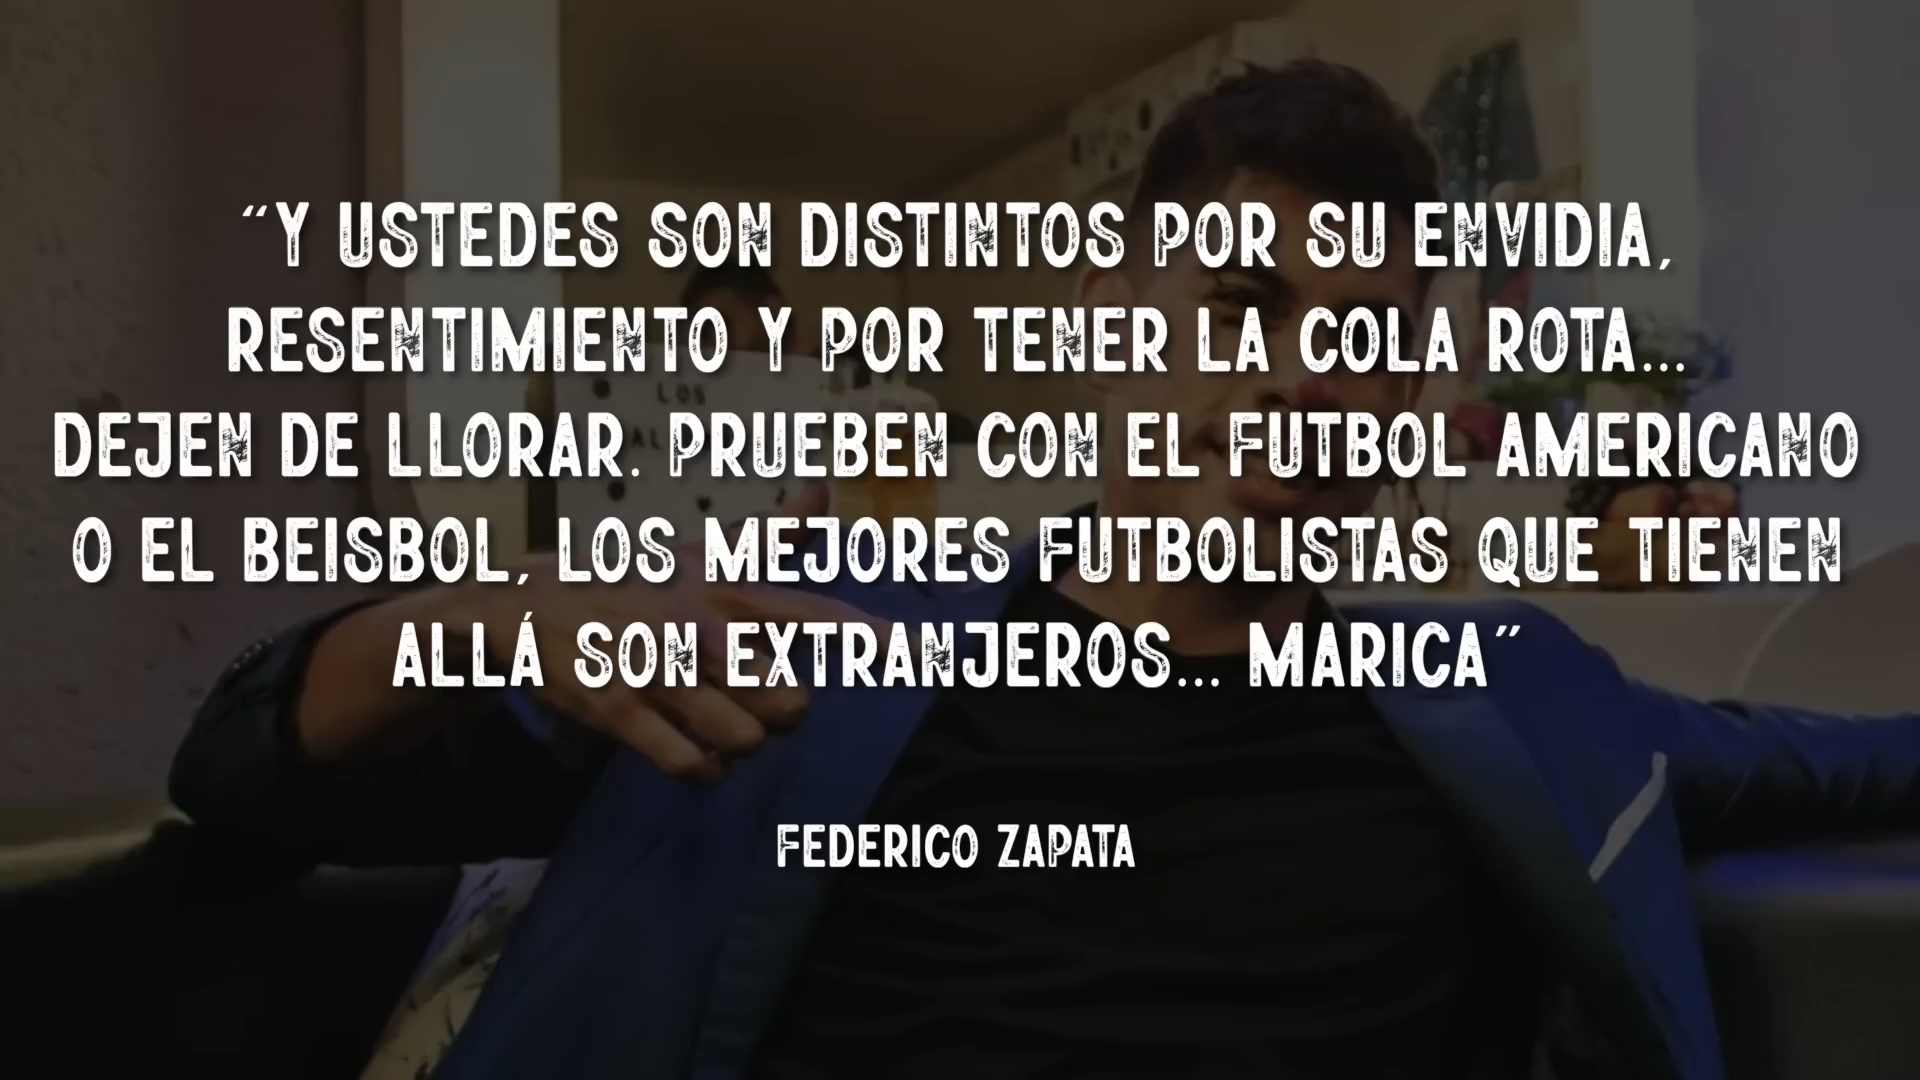 “Y USTEDES SON DISTINTOS POR SU ENVIDIA,
RESENTIMIENTO Y POR TENER LA COLA ROTA...
DEJEN DE LLORAR. PRUEBEN CON EL FUTBOL AMERICANO
O EL BEISBOL, LOS MEJORES FUTBOLISTAS QUE TIENEN
ALLÁ SON EXTRANJEROS... MARICA”
FEDERICO ZAPATA
LOS